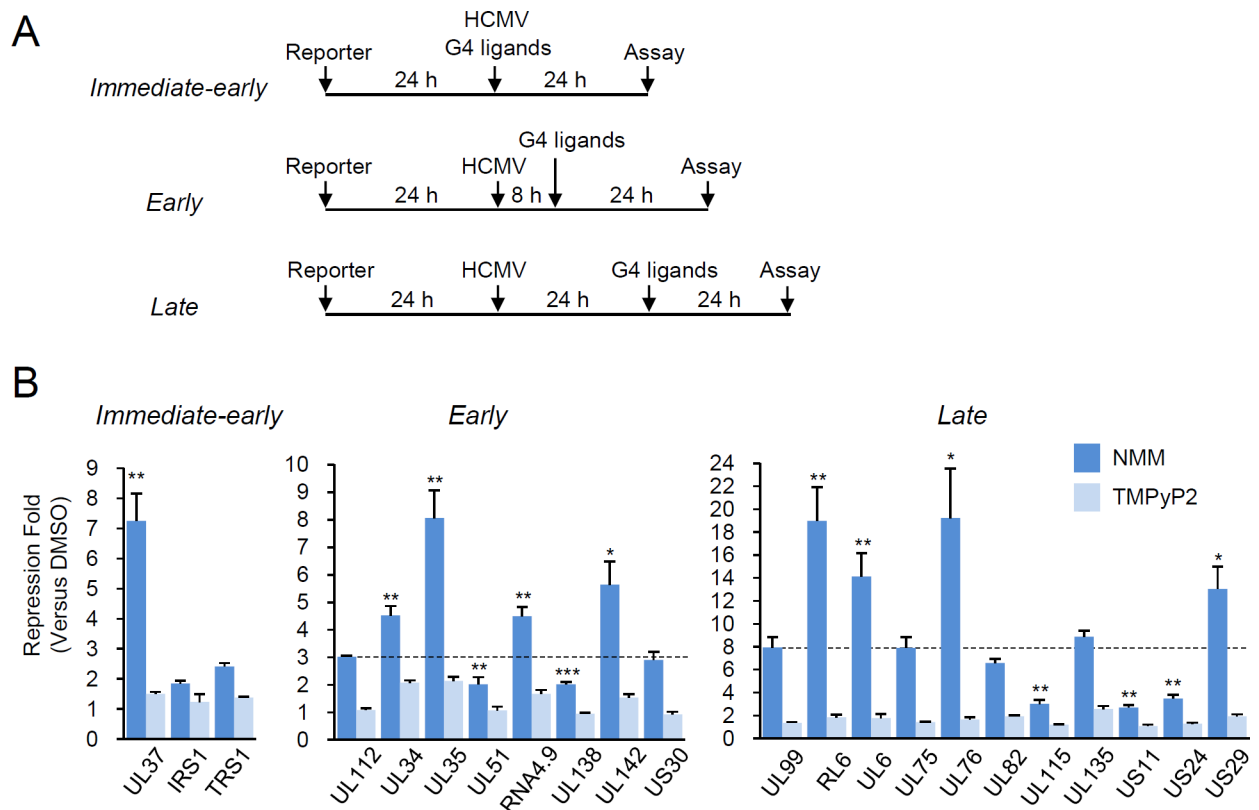 A
HCMV
Reporter G4 ligands Assay
Immediate-early 24 h 24 h
G4 ligands
Reporter HCMV Assay
Early 24 h 8 h 24 h
Reporter HCMV G4 ligands Assay
Late 24 h 24 h 24 h
B
Immediate-early Early Late
Repression Fold
(Versus DMSO)
9
8
7
6
5
4
3
2
1
0
**
UL37 IRS1 TRS1
10
9
8
7
6
5
4
3
2
1
0
** ** ** ** *** *
UL112 UL34 UL35 UL51 RNA4.9 UL138 UL142 US30
24
22
20
18
16
14
12
10
8
6
4
2
0
** ** * ** ** ** *
UL99 RL6 UL6 UL75 UL76 UL82 UL115 UL135 US11 US24 US29
NMM
TMPyP2